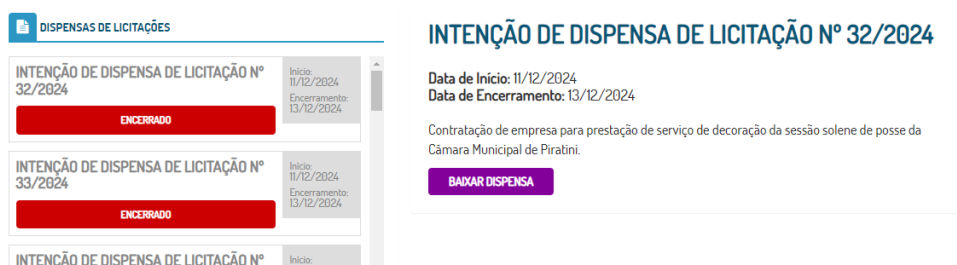 DISPENSAS DE LICITAÇÕES
INTENÇÃO DE DISPENSA DE LICITAÇÃO Nº
32/2024
ENCERRADO
Início:
11/12/2024
Encerramento:
13/12/2024
INTENÇÃO DE DISPENSA DE LICITAÇÃO Nº
33/2024
ENCERRADO
Início:
11/12/2024
Encerramento:
13/12/2024
INTENÇÃO DE DISPENSA DE LICITAÇÃO Nº
Início:
INTENÇÃO DE DISPENSA DE LICITAÇÃO Nº 32/2024
Data de Início: 11/12/2024
Data de Encerramento: 13/12/2024
Contratação de empresa para prestação de serviço de decoração da sessão solene de posse da
Câmara Municipal de Piratini.
BAIXAR DISPENSA